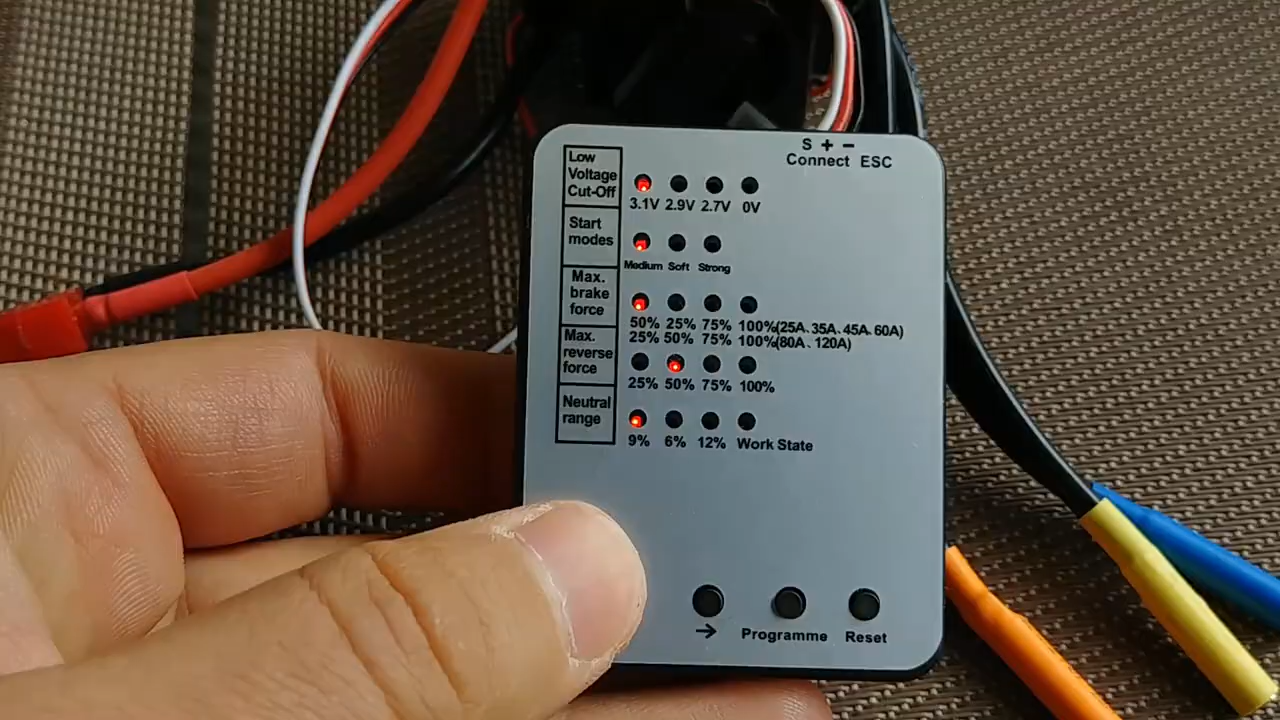 S + −
Connect ESC
Low
Voltage
Cut-Off
3.1V 2.9V 2.7V 0V
Start
modes
Medium Soft Strong
Max.
brake
force
50% 25% 75% 100%(25A、35A、45A、60A)
25% 50% 75% 100%(80A、120A)
Max.
reverse
force
25% 50% 75% 100%
Neutral
range
9% 6% 12% Work State
→ Programme Reset